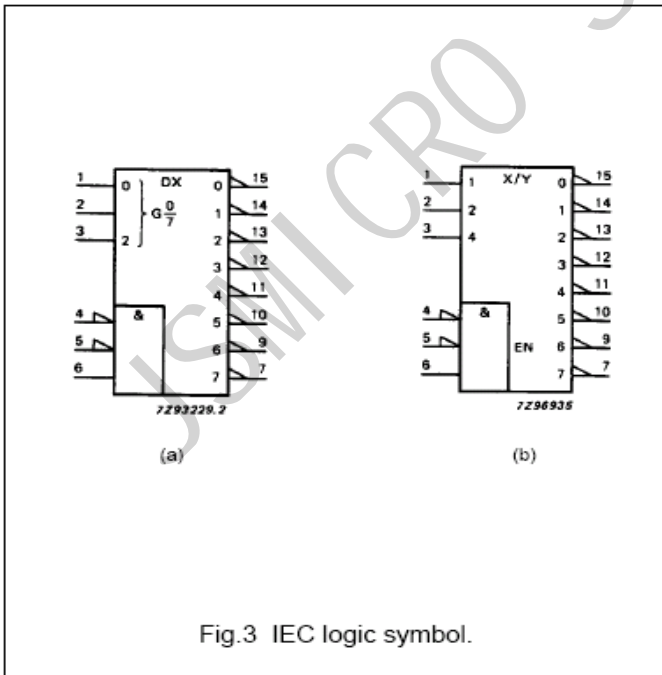 JSMICRO
DX
1 0 0 15
2 G 0/7 1 14
3 2 2 13
3 12
4 11
4 & 5 10
5 6 9
6 7 7
7Z93229.2
(a)
X/Y
1 1 0 15
2 2 1 14
3 4 2 13
3 12
4 11
4 & 5 10
5 EN 6 9
6 7 7
7Z96935
(b)
Fig.3 IEC logic symbol.